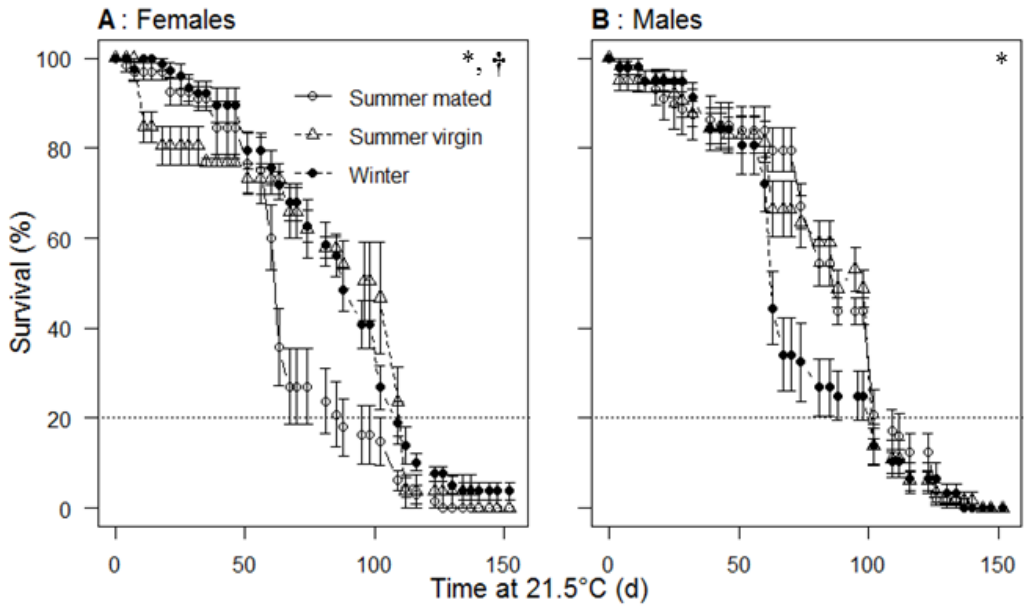 A : Females
B : Males
*, †
*
Summer mated
Summer virgin
Winter
Survival (%)
100
80
60
40
20
0
0 50 100 150
0 50 100 150
Time at 21.5°C (d)